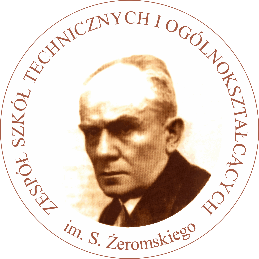 ZESPÓŁ SZKÓŁ TECHNICZNYCH I OGÓLNOKSZTAŁCĄCYCH
im. S. Żeromskiego